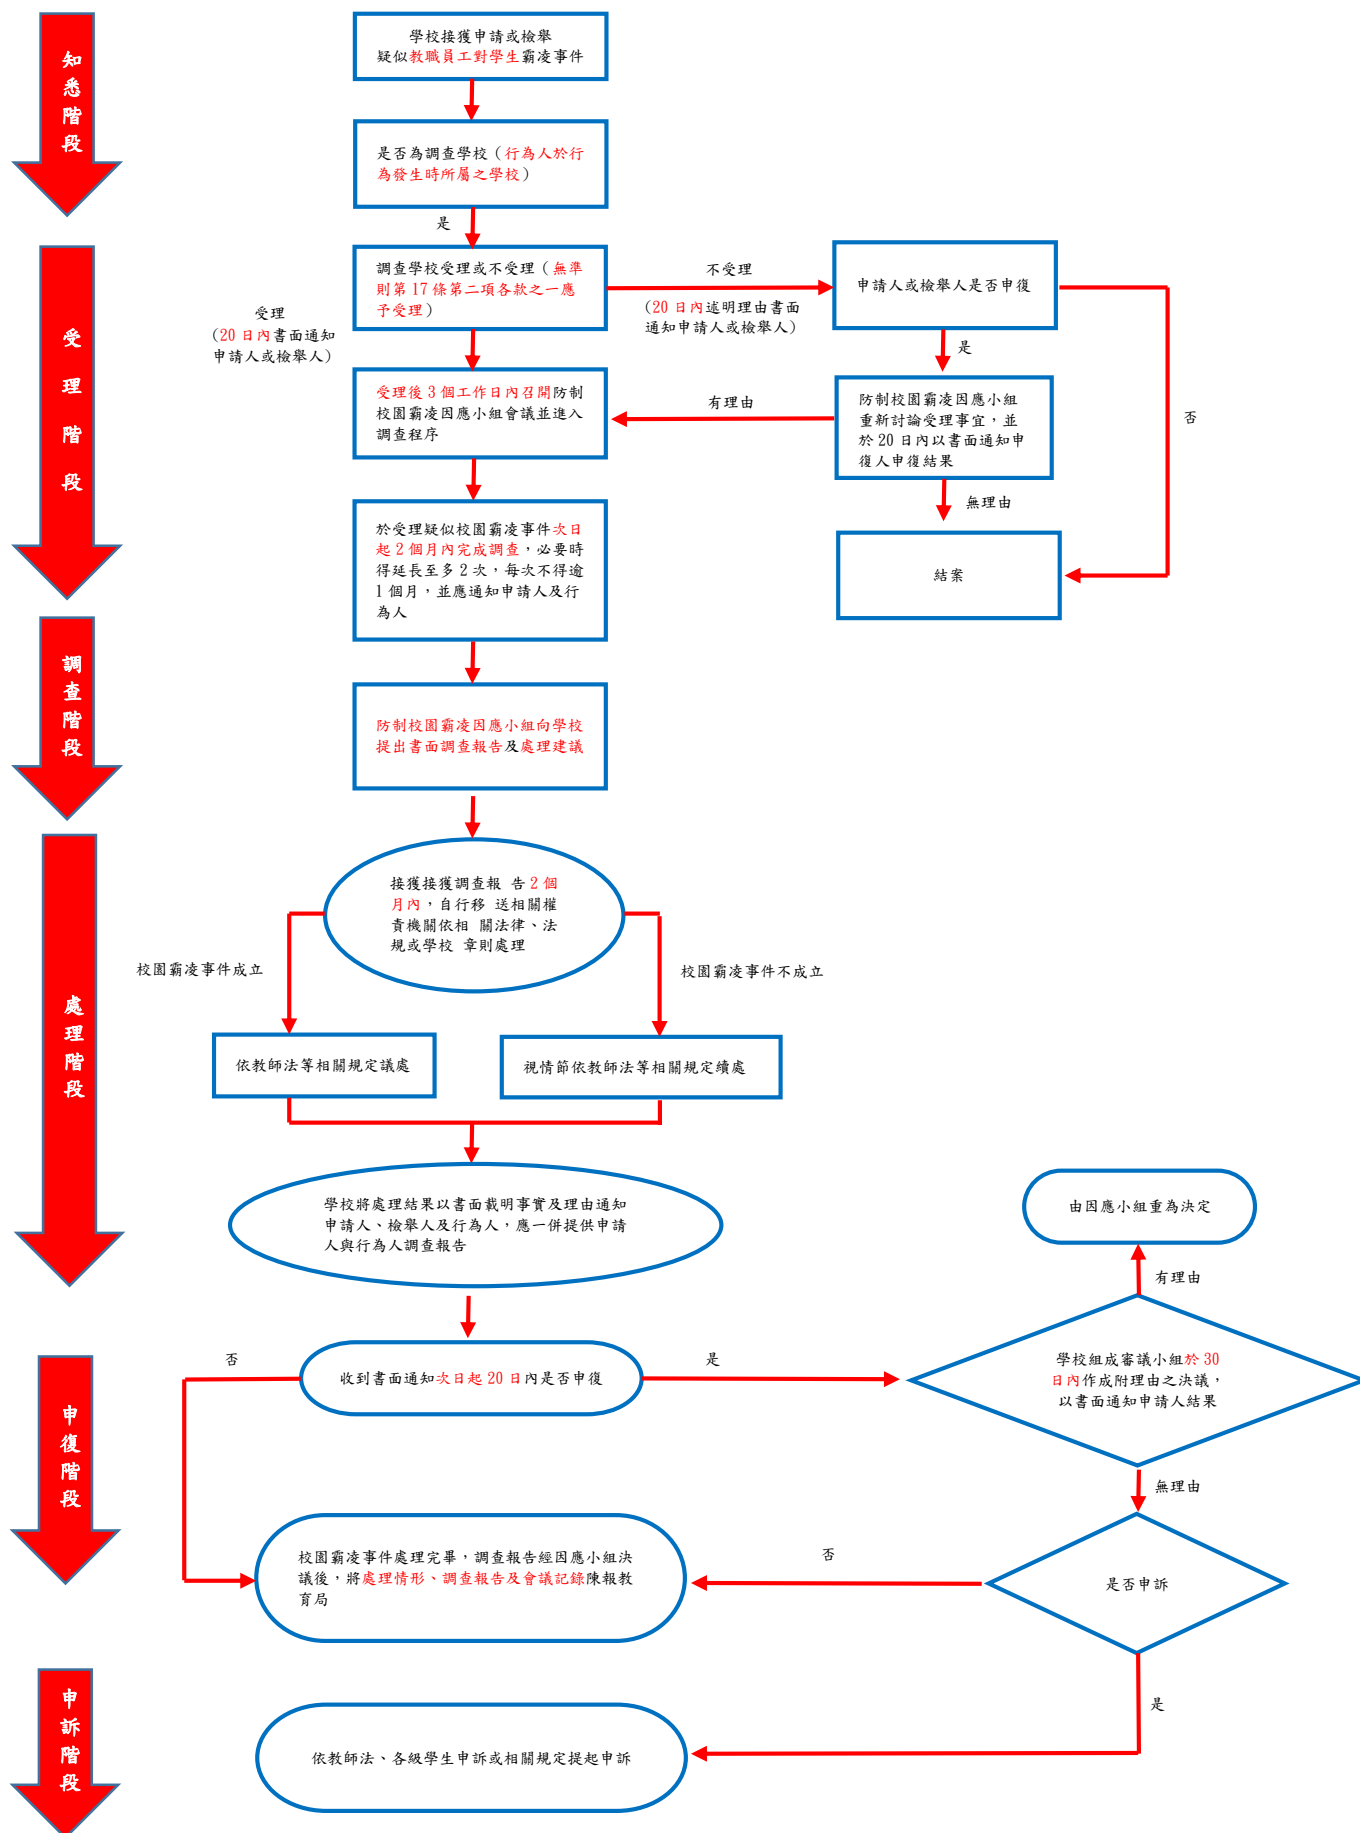 知悉階段
學校接獲申請或檢舉
疑似教職員工對學生霸凌事件
是否為調查學校（行為人於行
為發生時所屬之學校）
是
受理階段
調查學校受理或不受理（無準
則第 17 條第二項各款之一應
予受理）
不受理
（20 日內述明理由書面
通知申請人或檢舉人）
申請人或檢舉人是否申復
受理
（20 日內書面通知
申請人或檢舉人）
是
否
受理後 3 個工作日內召開防制
校園霸凌因應小組會議並進入
調查程序
有理由
防制校園霸凌因應小組
重新討論受理事宜，並
於 20 日內以書面通知申
復人申復結果
無理由
於受理疑似校園霸凌事件次日
起 2 個月內完成調查，必要時
得延長至多 2 次，每次不得逾
1 個月，並應通知申請人及行
為人
結案
調查階段
防制校園霸凌因應小組向學校
提出書面調查報告及處理建議
處理階段
接獲接獲調查報 告 2 個
月內，自行移 送相關權
責機關依相 關法律、法
規或學校 章則處理
校園霸凌事件成立
校園霸凌事件不成立
依教師法等相關規定議處
視情節依教師法等相關規定續處
學校將處理結果以書面載明事實及理由通知
申請人、檢舉人及行為人，應一併提供申請
人與行為人調查報告
由因應小組重為決定
有理由
申復階段
否
收到書面通知次日起 20 日內是否申復
是
學校組成審議小組於 30
日內作成附理由之決議，
以書面通知申請人結果
無理由
校園霸凌事件處理完畢，調查報告經因應小組決
議後，將處理情形、調查報告及會議記錄陳報教
育局
否
是否申訴
是
申訴階段
依教師法、各級學生申訴或相關規定提起申訴